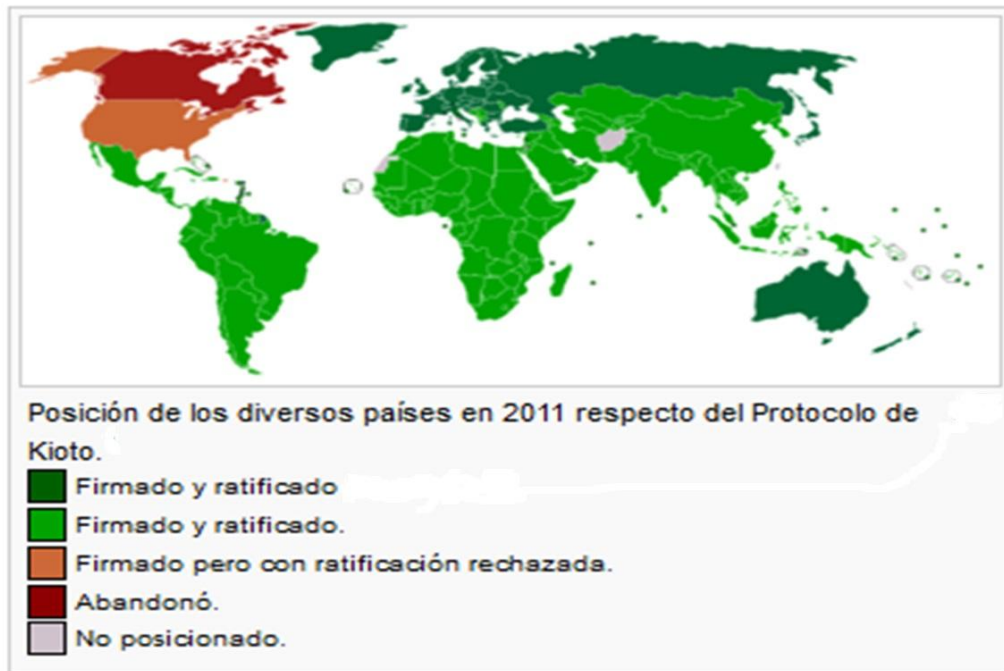 Posición de los diversos países en 2011 respecto del Protocolo de
Kioto.
Firmado y ratificado
Firmado y ratificado.
Firmado pero con ratificación rechazada.
Abandonó.
No posicionado.